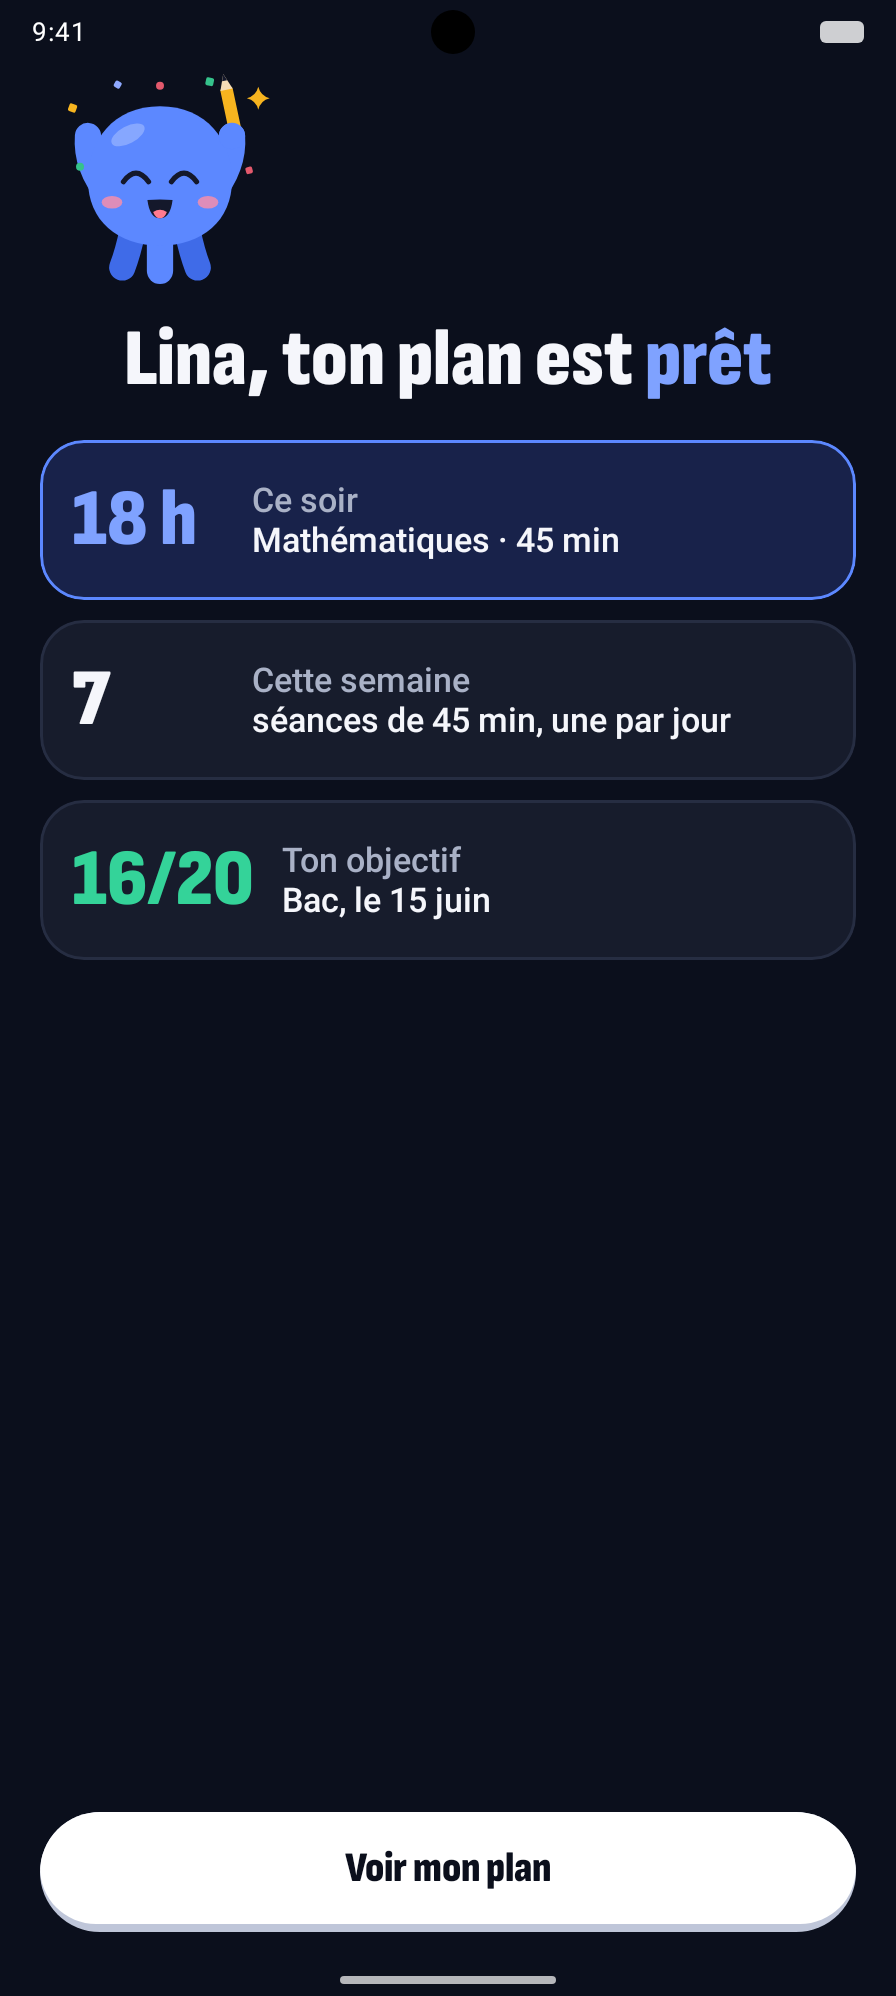 9:41
Lina, ton plan est prêt
18 h
Ce soir
Mathématiques · 45 min
7
Cette semaine
séances de 45 min, une par jour
16/20
Ton objectif
Bac, le 15 juin
Voir mon plan